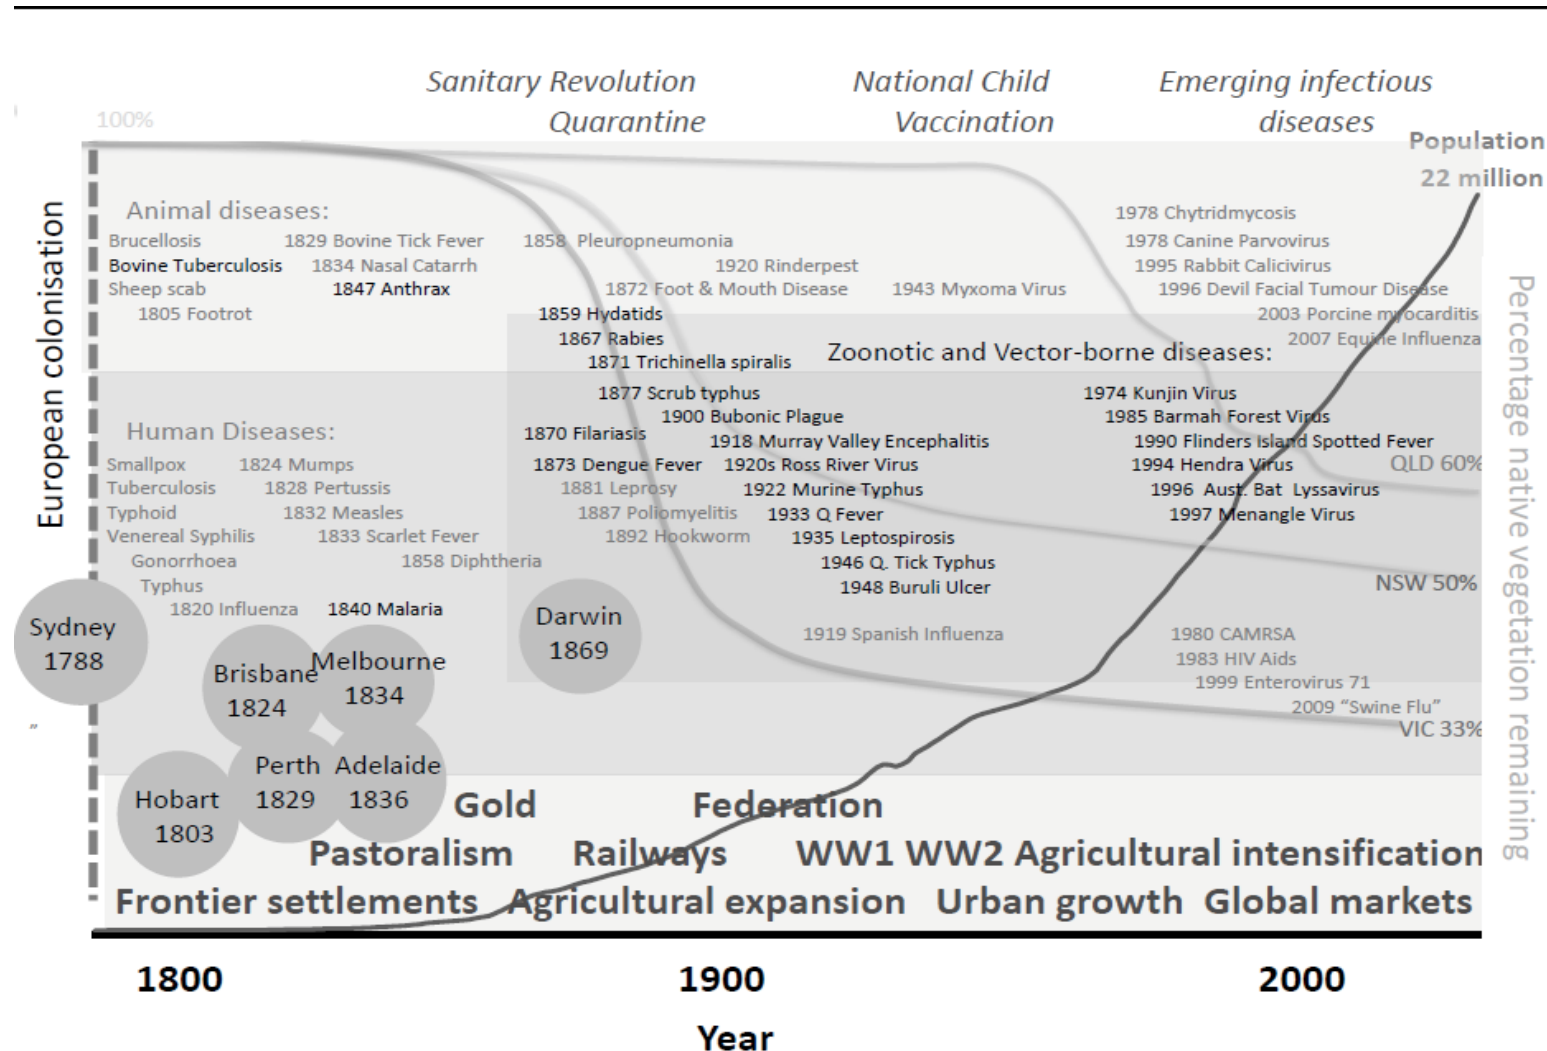 Sanitary Revolution
Quarantine
National Child
Vaccination
Emerging infectious
diseases
100%
Population
22 million
European colonisation
Animal diseases:
Brucellosis
Bovine Tuberculosis
Sheep scab
1805 Footrot
1829 Bovine Tick Fever
1834 Nasal Catarrh
1847 Anthrax
1858 Pleuropneumonia
1920 Rinderpest
1872 Foot & Mouth Disease
1943 Myxoma Virus
1859 Hydatids
1867 Rabies
1871 Trichinella spiralis
1978 Chytridmycosis
1978 Canine Parvovirus
1995 Rabbit Calicivirus
1996 Devil Facial Tumour Disease
2003 Porcine myocarditis
2007 Equine Influenza
Zoonotic and Vector-borne diseases:
1877 Scrub typhus
1900 Bubonic Plague
1870 Filariasis
1918 Murray Valley Encephalitis
1873 Dengue Fever
1920s Ross River Virus
1881 Leprosy
1922 Murine Typhus
1887 Poliomyelitis
1933 Q Fever
1892 Hookworm
1935 Leptospirosis
1946 Q. Tick Typhus
1948 Buruli Ulcer
1974 Kunjin Virus
1985 Barmah Forest Virus
1990 Flinders Island Spotted Fever
1994 Hendra Virus
1996 Aust. Bat Lyssavirus
1997 Menangle Virus
QLD 60%
NSW 50%
VIC 33%
Human Diseases:
Smallpox
Tuberculosis
Typhoid
Venereal Syphilis
Gonorrhoea
Typhus
1820 Influenza
1824 Mumps
1828 Pertussis
1832 Measles
1833 Scarlet Fever
1858 Diphtheria
1840 Malaria
1919 Spanish Influenza
1980 CAMRSA
1983 HIV Aids
1999 Enterovirus 71
2009 “Swine Flu”
Sydney
1788
Brisbane
1824
Melbourne
1834
Darwin
1869
Hobart
1803
Perth
1829
Adelaide
1836
”
Gold
Federation
Pastoralism
Railways
WW1 WW2 Agricultural intensification
Frontier settlements
Agricultural expansion
Urban growth
Global markets
Percentage native vegetation remaining
1800
1900
2000
Year